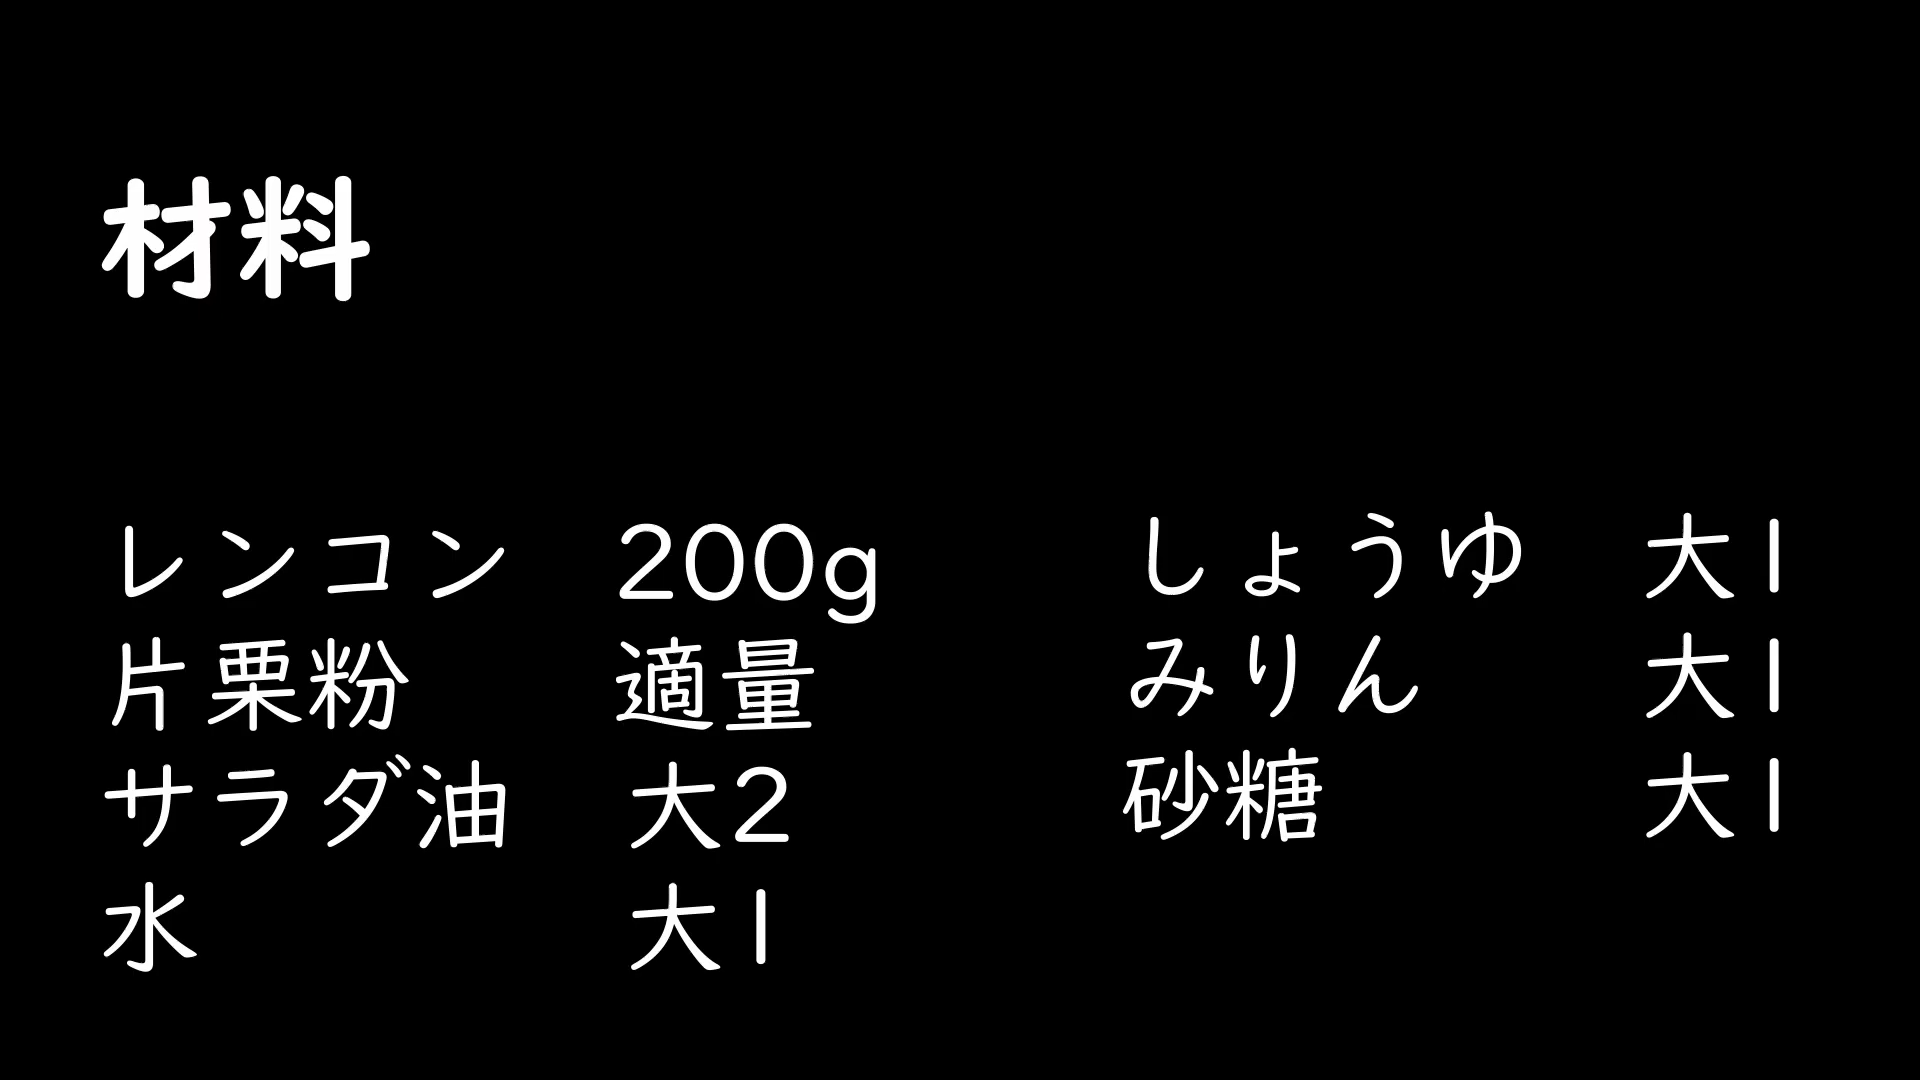 材料
レンコン 200g
片栗粉 適量
サラダ油 大2
水 大1
しょうゆ 大1
みりん 大1
砂糖 大1